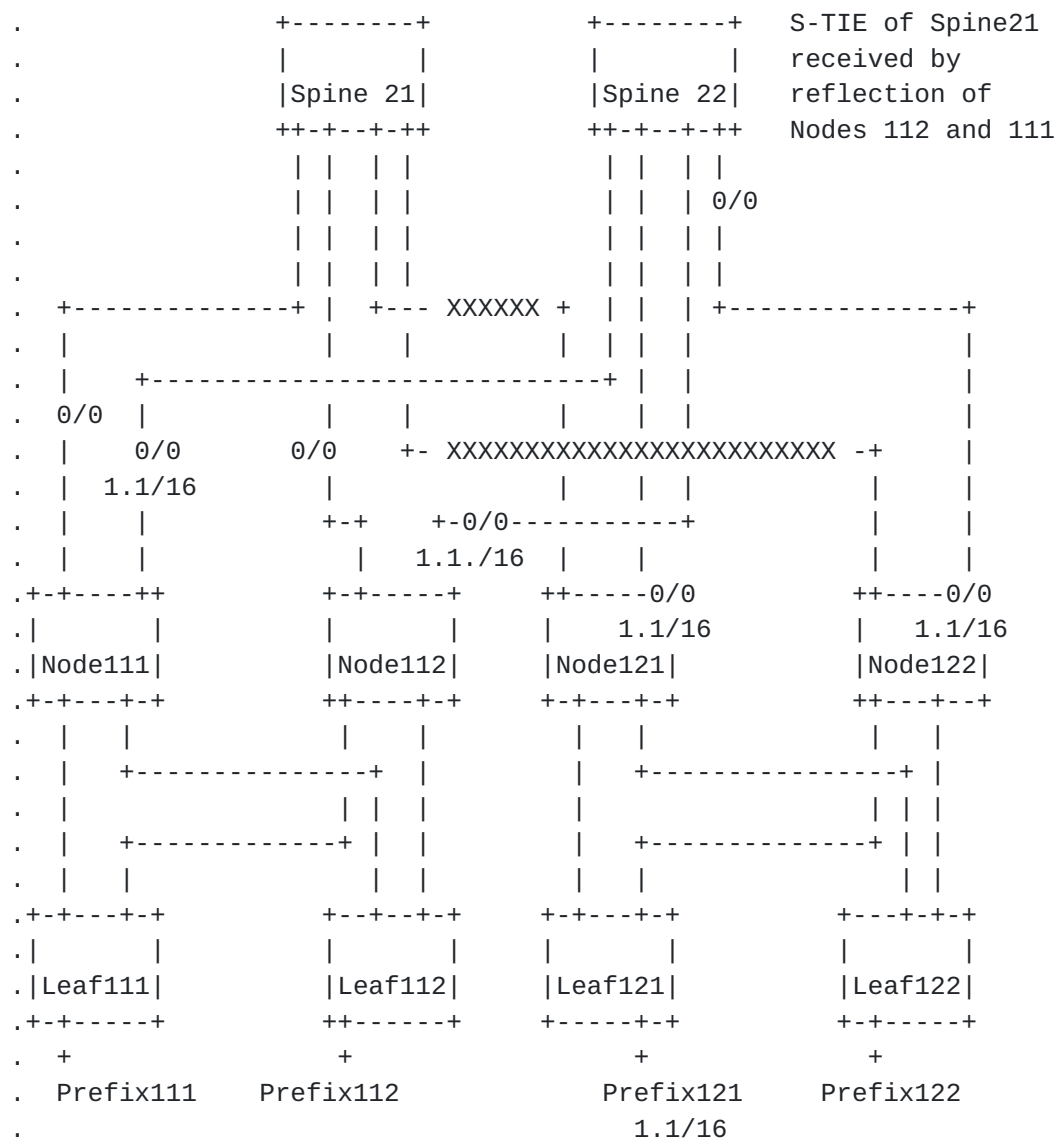 .                +--------+          +--------+   S-TIE of Spine21
.                |        |          |        |   received by
.                |Spine 21|          |Spine 22|   reflection of
.                ++-+--+-++          ++-+--+-++   Nodes 112 and 111
.                 | |  | |            | |  | |
.                 | |  | |            | |  | 0/0
.                 | |  | |            | |  | |
.                 | |  | |            | |  | |
.  +--------------+ |  +--- XXXXXX +  | |  | +---------------+
.  |                |    |         |  | |  |                 |
.  |    +-----------------------------+ |  |                 |
.  0/0  |           |    |         |    |  |                 |
.  |    0/0       0/0    +- XXXXXXXXXXXXXXXXXXXXXXXXX -+     |
.  |  1.1/16        |              |    |  |           |     |
.  |    |           +-+    +-0/0-----------+           |     |
.  |    |             |   1.1./16  |    |              |     |
.+-+----++          +-+-----+     ++-----0/0          ++----0/0
.|       |          |       |     |    1.1/16         |   1.1/16
.|Node111|          |Node112|     |Node121|           |Node122|
.+-+---+-+          ++----+-+     +-+---+-+           ++---+--+
.  |   |             |    |         |   |              |   |
.  |   +---------------+  |         |   +----------------+ |
.  |                 | |  |         |                  | | |
.  |   +-------------+ |  |         |   +--------------+ | |
.  |   |               |  |         |   |                | |
.+-+---+-+          +--+--+-+     +-+---+-+          +---+-+-+
.|       |          |       |     |       |          |       |
.|Leaf111|          |Leaf112|     |Leaf121|          |Leaf122|
.+-+-----+          ++------+     +-----+-+          +-+-----+
.  +                 +                  +              +
.  Prefix111    Prefix112             Prefix121     Prefix122
.                                       1.1/16